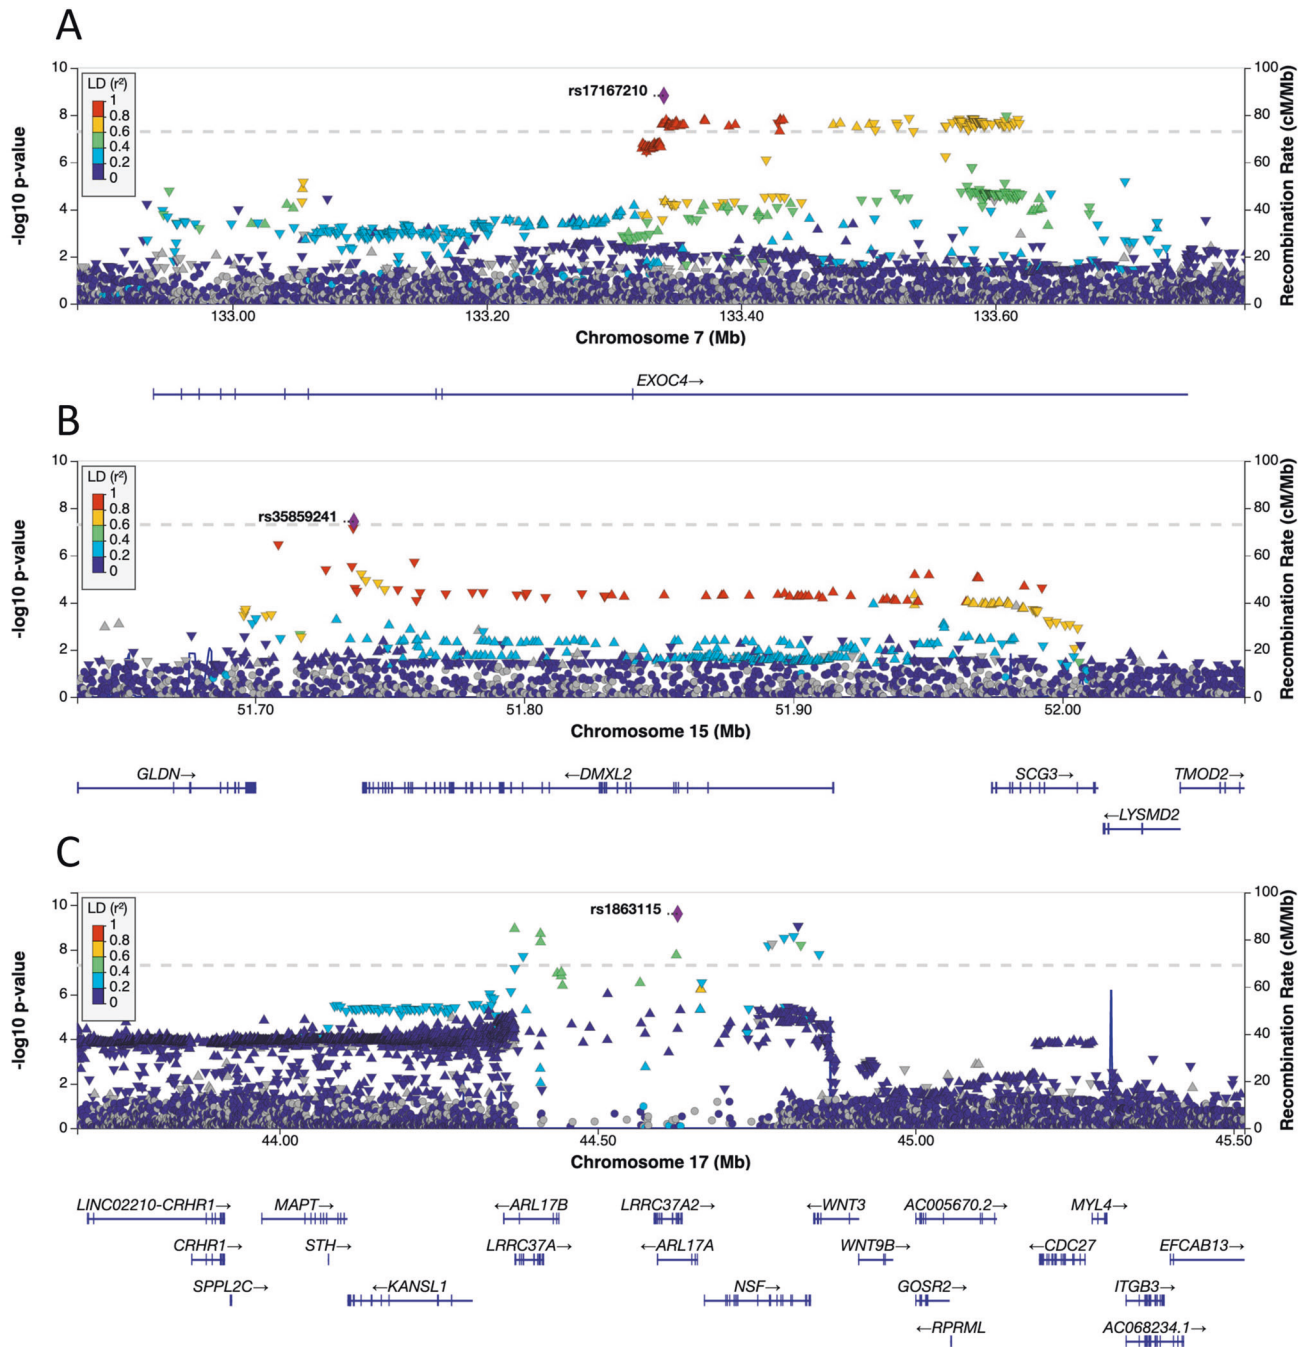 A
10
8
6
4
2
0
-log10 p-value
LD (r²)
1
0.8
0.6
0.4
0.2
0
rs17167210
100
80
60
40
20
0
Recombination Rate (cM/Mb)
133.00 133.20 133.40 133.60
Chromosome 7 (Mb)
EXOC4→
B
10
8
6
4
2
0
-log10 p-value
LD (r²)
1
0.8
0.6
0.4
0.2
0
rs35859241
100
80
60
40
20
0
Recombination Rate (cM/Mb)
51.70 51.80 51.90 52.00
Chromosome 15 (Mb)
GLDN→ ←DMXL2 SCG3→ TMOD2→
←LYSMD2
C
10
8
6
4
2
0
-log10 p-value
LD (r²)
1
0.8
0.6
0.4
0.2
0
rs1863115
100
80
60
40
20
0
Recombination Rate (cM/Mb)
44.00 44.50 45.00 45.50
Chromosome 17 (Mb)
LINC02210-CRHR1→ MAPT→ ←ARL17B LRRC37A2→ ←WNT3 AC005670.2→ MYL4→
CRHR1→ STH→ LRRC37A→ ←ARL17A WNT9B→ ←CDC27 EFCAB13→
SPPL2C→ ←KANSL1 NSF→ GOSR2→ ITGB3→
←RPRML AC068234.1→